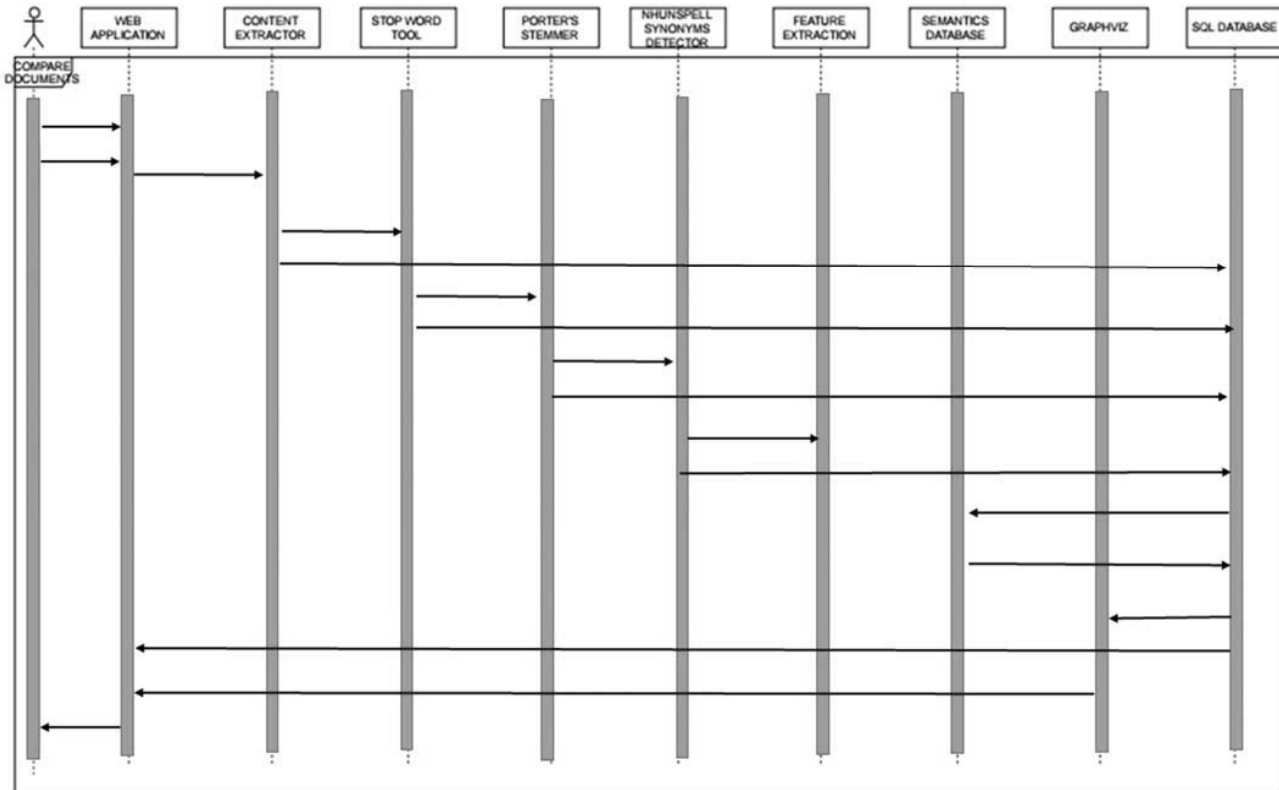 WEB
APPLICATION
CONTENT
EXTRACTOR
STOP WORD
TOOL
PORTER'S
STEMMER
NHUNSPELL
SYNONYMS
DETECTOR
FEATURE
EXTRACTION
SEMANTICS
DATABASE
GRAPHVIZ
SQL DATABASE
COMPARE
DOCUMENTS